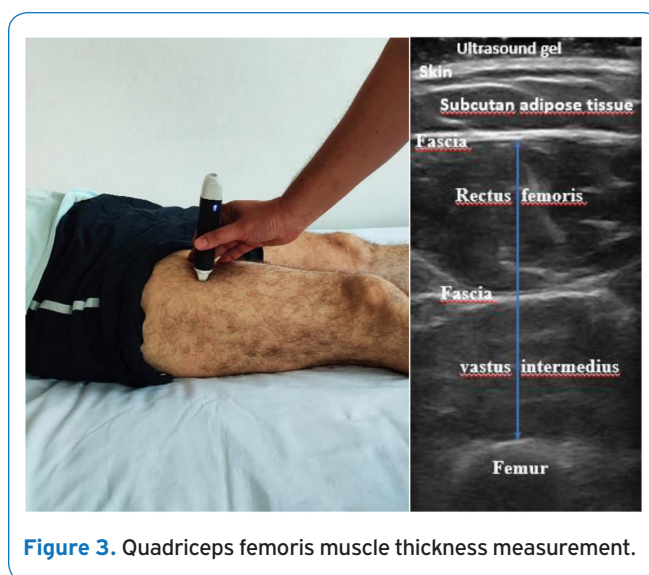 Ultrasound gel
Skin
Subcutan adipose tissue
Fascia
Rectus femoris
Fascia
vastus intermedius
Femur
Figure 3. Quadriceps femoris muscle thickness measurement.